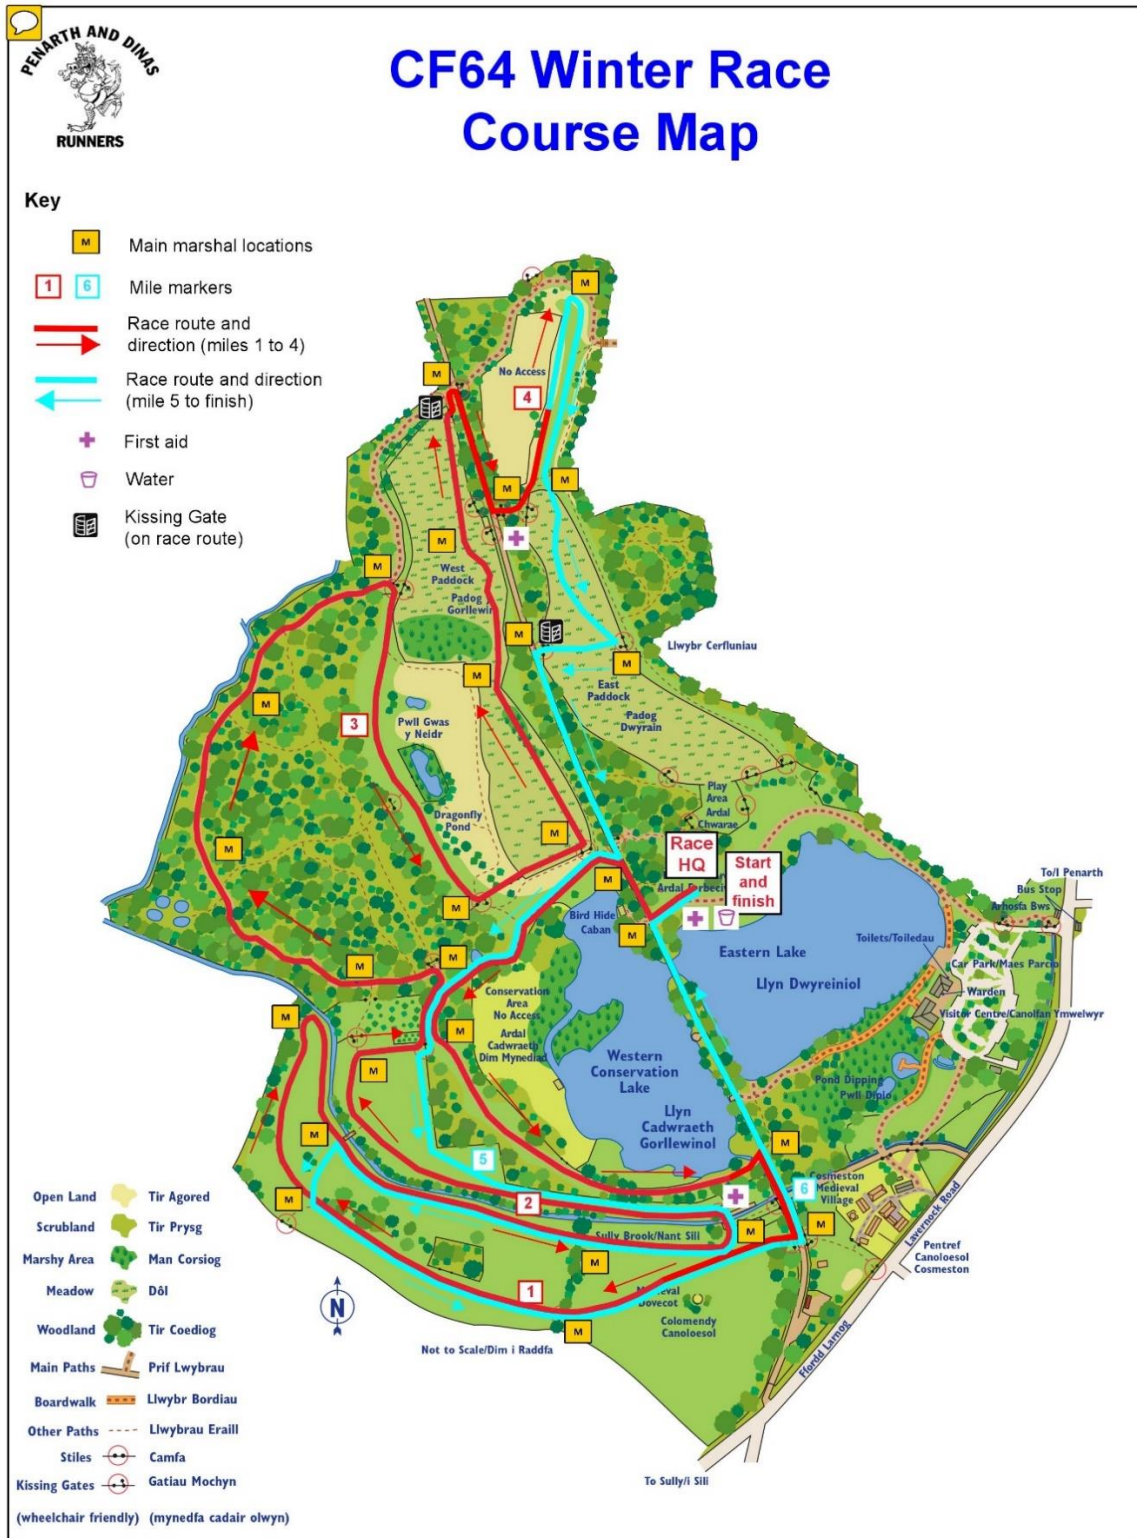 PENARTH AND DINAS
RUNNERS
CF64 Winter Race
Course Map
Key
M Main marshal locations
1 6 Mile markers
Race route and
direction (miles 1 to 4)
Race route and direction
(mile 5 to finish)
First aid
Water
Kissing Gate
(on race route)
M
M
No Access
4
M
M
M
West
Paddock
Padog
Gorllewin
M
M
M
Llwybr Cerfluniau
M
East
Paddock
Padog
Dwyrain
M
M
3
Pwll Gwas
y Neidr
Play
Area
Ardal
Chwarae
Dragonfly
Pond
M
M
Race
HQ
Start
and
finish
M
M
Bird Hide
Caban
M
To/I Penarth
Bus Stop
Arhosfa Bws
Toilets/Toiledau
Eastern Lake
Car Park/Maes Parcio
Llyn Dwyreiniol
Warden
Visitor Centre/Canolfan Ymwelwyr
M
M
Conservation
Area
No Access
Ardal
Cadwraeth
Dim Mynediad
M
M
Western
Conservation
Lake
Llyn
Cadwraeth
Gorllewinol
Pond Dipping
Pwll Dipio
M
M
M
5
2
M
6
Cosmeston
Medieval
Village
M
M
M
Sully Brook/Nant Sili
M
Lavernock Road
Pentref
Canoloesol
Cosmeston
1
Medieval
Dovecot
Colomendy
Canoloesol
M
N
Not to Scale/Dim i Raddfa
Ffordd Larnog
To Sully/i Sili
Open Land Tir Agored
Scrubland Tir Prysg
Marshy Area Man Corsiog
Meadow Dôl
Woodland Tir Coediog
Main Paths Prif Lwybrau
Boardwalk Llwybr Bordiau
Other Paths Llwybrau Eraill
Stiles Camfa
Kissing Gates Gatiau Mochyn
(wheelchair friendly) (mynedfa cadair olwyn)